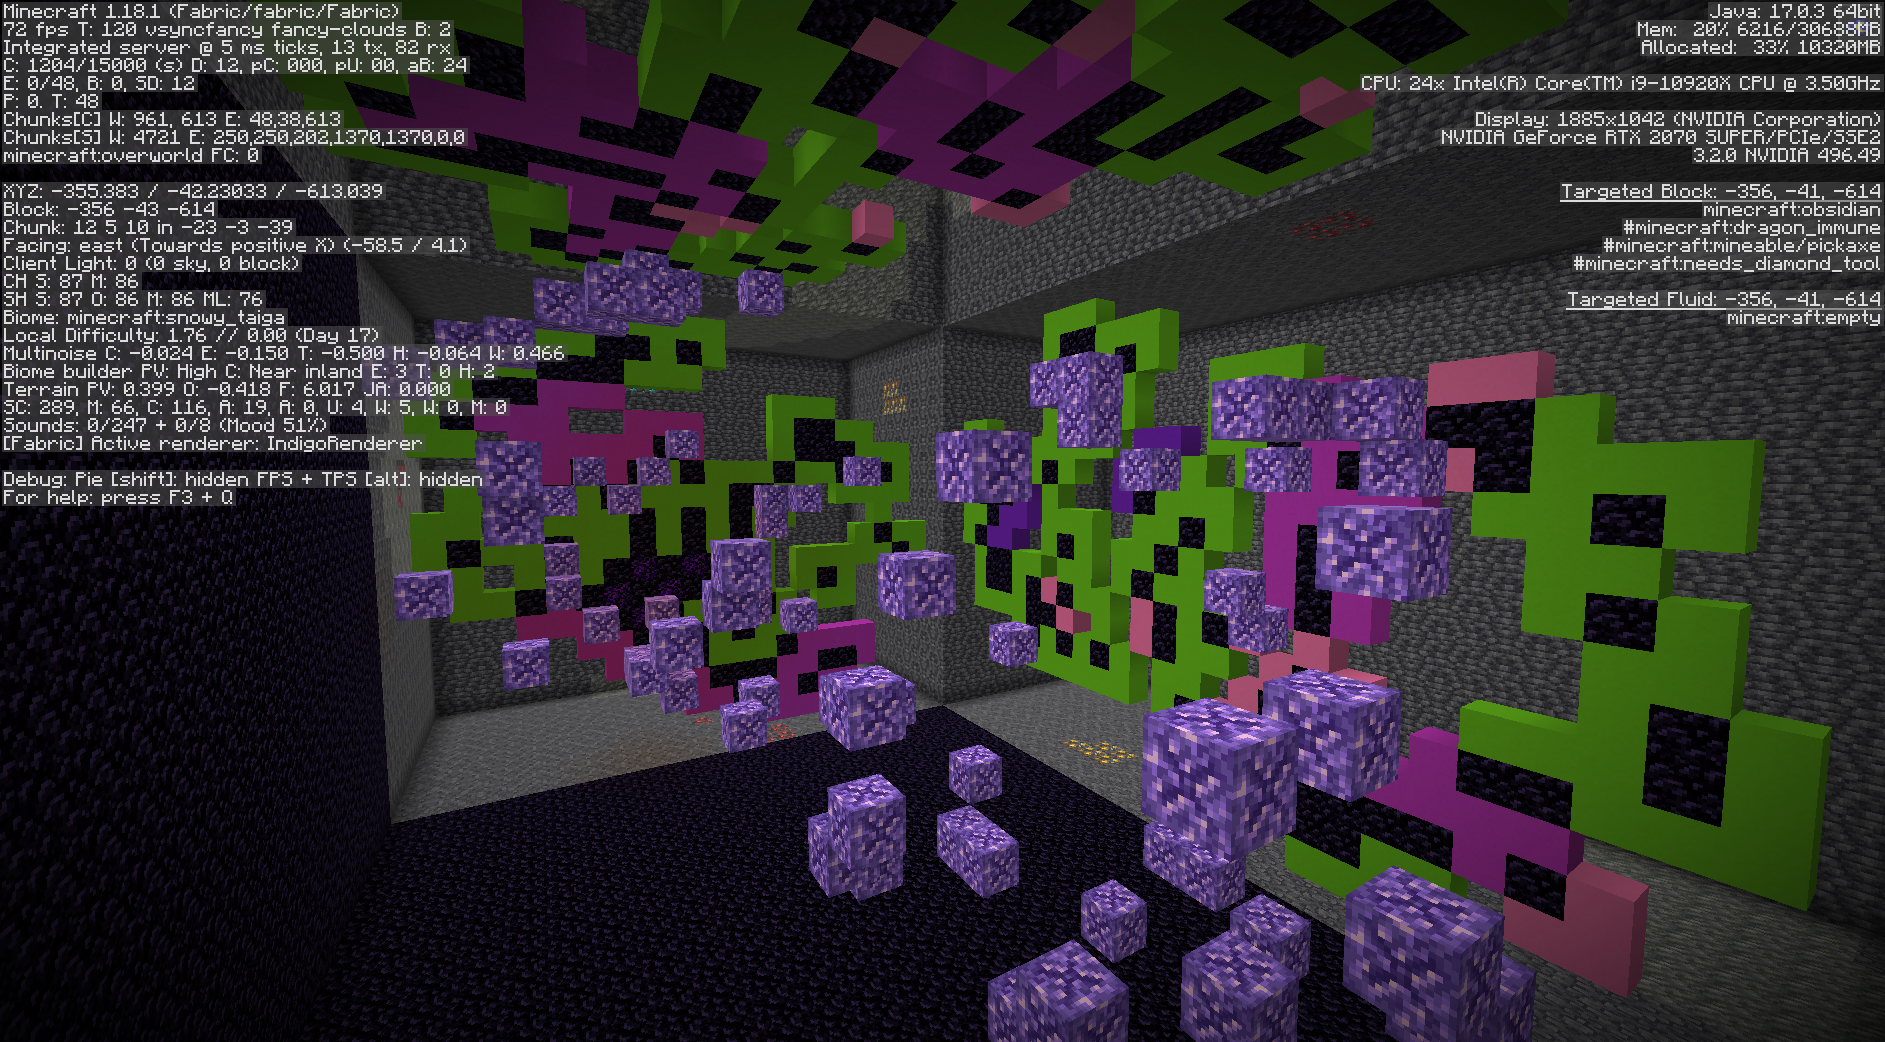 Minecraft 1.18.1 (Fabric/fabric/Fabric)
72 fps T: 120 vsyncfancy fancy-clouds B: 2
Integrated server @ 5 ms ticks, 13 tx, 82 rx
C: 1204/15000 (s) D: 12, pC: 000, pU: 00, aB: 24
E: 0/48, B: 0, SD: 12
P: 0. T: 48
Chunks[C] W: 961, 613 E: 48,38,613
Chunks[S] W: 4721 E: 250,250,202,1370,1370,0,0
minecraft:overworld FC: 0
XYZ: -355.383 / -42.23033 / -613.039
Block: -356 -43 -614
Chunk: 12 5 10 in -23 -3 -39
Facing: east (Towards positive X) (-58.5 / 4.1)
Client Light: 0 (0 sky, 0 block)
CH S: 87 M: 86
SH S: 87 O: 86 M: 86 ML: 76
Biome: minecraft:snowy_taiga
Local Difficulty: 1.76 // 0.00 (Day 17)
Multinoise C: -0.024 E: -0.150 T: -0.500 H: -0.064 W: 0.466
Biome builder PV: High C: Near inland E: 3 T: 0 H: 2
Terrain PV: 0.399 O: -0.418 F: 6.017 JA: 0.000
SC: 289, M: 66, C: 116, A: 19, A: 0, U: 4, W: 5, W: 0, M: 0
Sounds: 0/247 + 0/8 (Mood 51%)
[Fabric] Active renderer: IndigoRenderer
Debug: Pie [shift]: hidden FPS + TPS [alt]: hidden
For help: press F3 + Q
Java: 17.0.3 64bit
Mem: 20% 6216/30688MB
Allocated: 33% 10320MB
CPU: 24x Intel(R) Core(TM) i9-10920X CPU @ 3.50GHz
Display: 1885x1042 (NVIDIA Corporation)
NVIDIA GeForce RTX 2070 SUPER/PCIe/SSE2
3.2.0 NVIDIA 496.49
Targeted Block: -356, -41, -614
minecraft:obsidian
#minecraft:dragon_immune
#minecraft:mineable/pickaxe
#minecraft:needs_diamond_tool
Targeted Fluid: -356, -41, -614
minecraft:empty